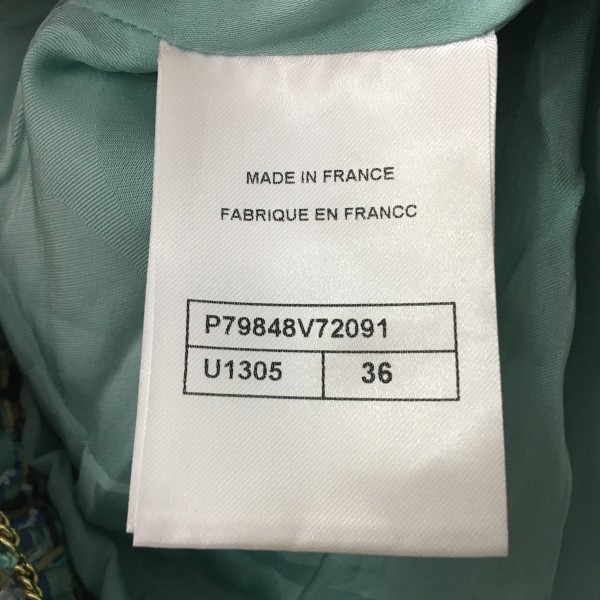 MADE IN FRANCE
FABRIQUE EN FRANCC
P79848V72091
U1305 36